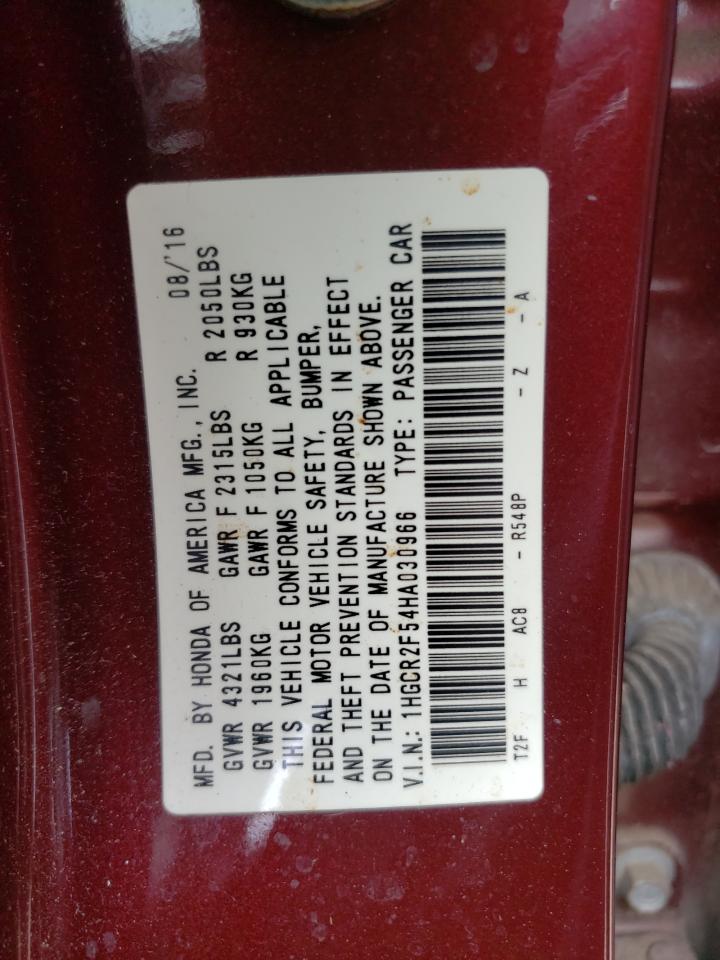 MFD. BY HONDA OF AMERICA MFG., INC. 08/'16
GVWR 4321LBS GAWR F 2315LBS R 2050LBS
GVWR 1960KG GAWR F 1050KG R 930KG
THIS VEHICLE CONFORMS TO ALL APPLICABLE
FEDERAL MOTOR VEHICLE SAFETY, BUMPER,
AND THEFT PREVENTION STANDARDS IN EFFECT
ON THE DATE OF MANUFACTURE SHOWN ABOVE.
V.I.N.: 1HGCR2F54HA030966 TYPE: PASSENGER CAR
T2F H AC8 - R548P - Z - A